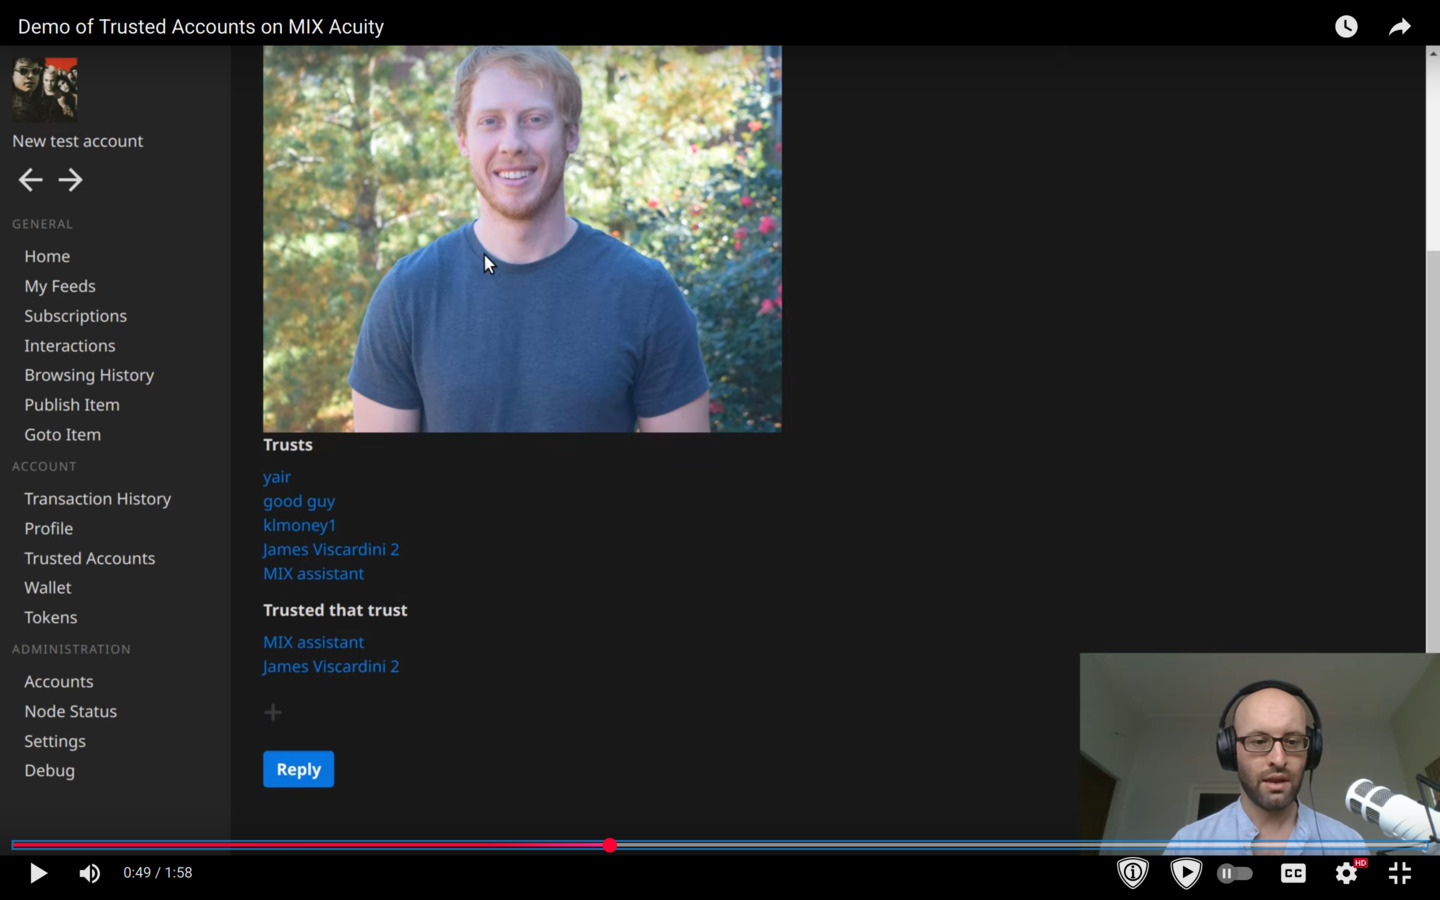 Demo of Trusted Accounts on MIX Acuity
New test account
GENERAL
Home
My Feeds
Subscriptions
Interactions
Browsing History
Publish Item
Goto Item
ACCOUNT
Transaction History
Profile
Trusted Accounts
Wallet
Tokens
ADMINISTRATION
Accounts
Node Status
Settings
Debug
Trusts
yair
good guy
klmoney1
James Viscardini 2
MIX assistant
Trusted that trust
MIX assistant
James Viscardini 2
Reply
0:49 / 1:58
CC
HD